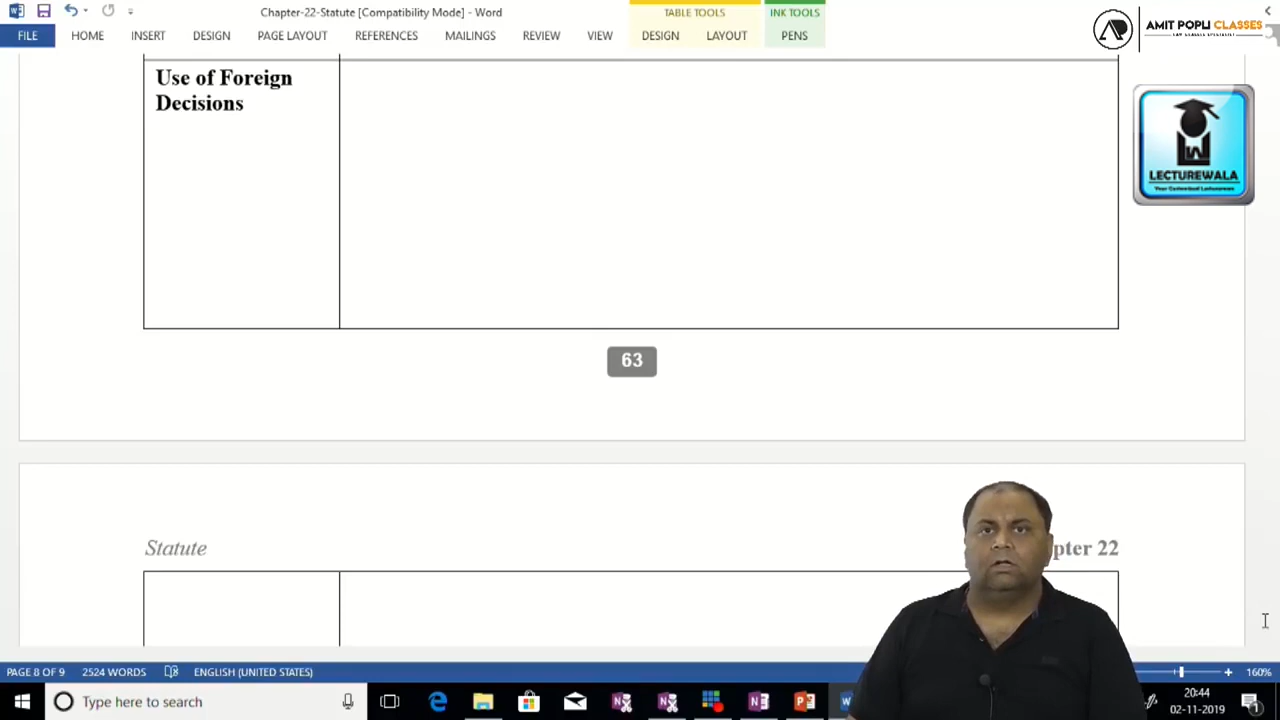 Chapter-22-Statute [Compatibility Mode] - Word
TABLE TOOLS
INK TOOLS
FILE HOME INSERT DESIGN PAGE LAYOUT REFERENCES MAILINGS REVIEW VIEW DESIGN LAYOUT PENS
AMIT POPLI CLASSES
Use of Foreign
Decisions
LECTUREWALA
63
Statute
pter 22
PAGE 8 OF 9 2524 WORDS ENGLISH (UNITED STATES) 160%
Type here to search
20:44
02-11-2019